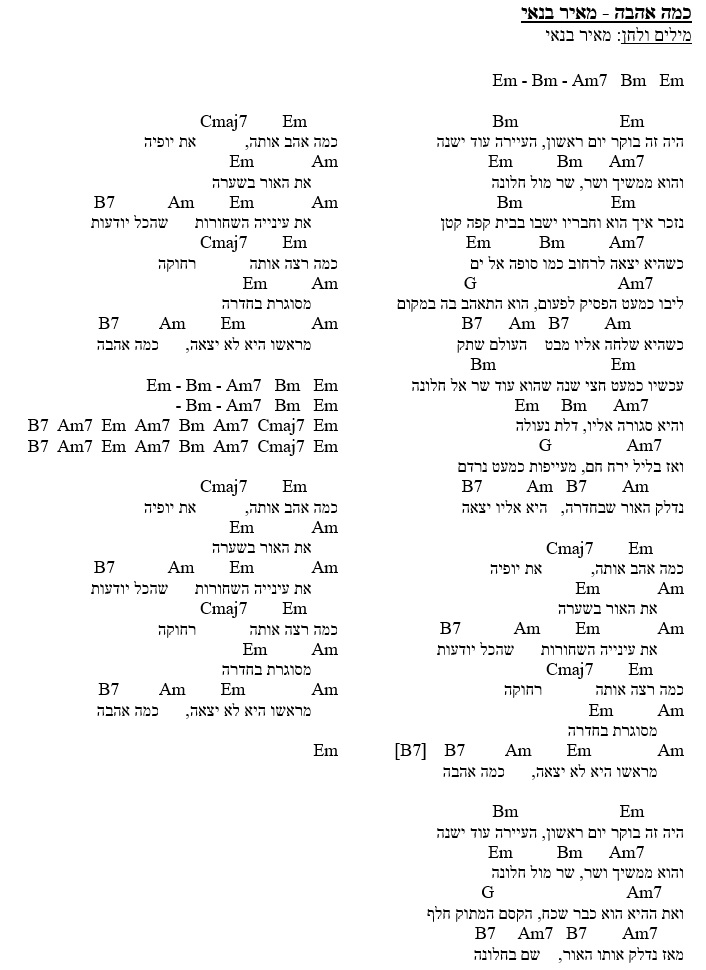 כמה אהבה - מאיר בנאי
מילים ולחן: מאיר בנאי
Em - Bm - Am7 Bm Em
Bm Em
היה זה בוקר יום ראשון, העיירה עוד ישנה
Em Bm Am7
והוא ממשיך ושר, שר מול חלונה
Bm Em
נזכר איך הוא וחבריו ישבו בבית קפה קטן
Em Bm Am7
כשהיא יצאה לרחוב כמו סופה אל ים
G Am7
ליבו כמעט הפסיק לפעום, הוא התאהב בה במקום
B7 Am B7 Am
כשהיא שלחה אליו מבט העולם שתק
Bm Em
עכשיו כמעט חצי שנה שהוא עוד שר אל חלונה
Em Bm Am7
והיא סגורה אליו, דלת נעולה
G Am7
ואז בליל ירח חם, מעייפות כמעט נרדם
B7 Am B7 Am
נדלק האור שבחדרה, היא אליו יצאה
Cmaj7 Em
כמה אהב אותה, את יופיה
Em Am
את האור בשערה
B7 Am Em Am
את עינייה השחורות שהכל יודעות
Cmaj7 Em
כמה רצה אותה רחוקה
Em Am
מסוגרת בחדרה
[B7] B7 Am Em Am
מראשו היא לא יצאה, כמה אהבה
Bm Em
היה זה בוקר יום ראשון, העיירה עוד ישנה
Em Bm Am7
והוא ממשיך ושר, שר מול חלונה
G Am7
ואת ההיא הוא כבר שכח, הקסם המתוק חלף
B7 Am7 B7 Am7
מאז נדלק אותו האור, שם בחלונה
Cmaj7 Em
כמה אהב אותה, את יופיה
Em Am
את האור בשערה
B7 Am Em Am
את עינייה השחורות שהכל יודעות
Cmaj7 Em
כמה רצה אותה רחוקה
Em Am
מסוגרת בחדרה
B7 Am Em Am
מראשו היא לא יצאה, כמה אהבה
Em - Bm - Am7 Bm Em
- Bm - Am7 Bm Em
B7 Am7 Em Am7 Bm Am7 Cmaj7 Em
B7 Am7 Em Am7 Bm Am7 Cmaj7 Em
Cmaj7 Em
כמה אהב אותה, את יופיה
Em Am
את האור בשערה
B7 Am Em Am
את עינייה השחורות שהכל יודעות
Cmaj7 Em
כמה רצה אותה רחוקה
Em Am
מסוגרת בחדרה
B7 Am Em Am
מראשו היא לא יצאה, כמה אהבה
Em